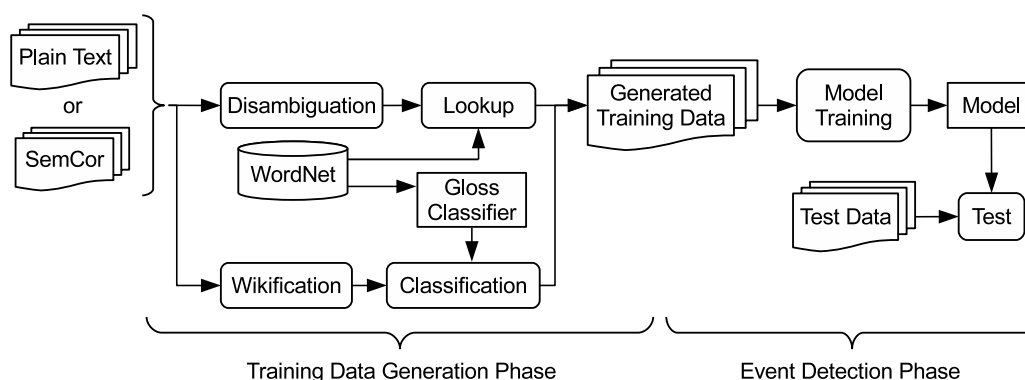 Plain Text
or
SemCor
Disambiguation
Lookup
WordNet
Gloss
Classifier
Wikification
Classification
Generated
Training Data
Model
Training
Model
Test Data
Test
Training Data Generation Phase
Event Detection Phase